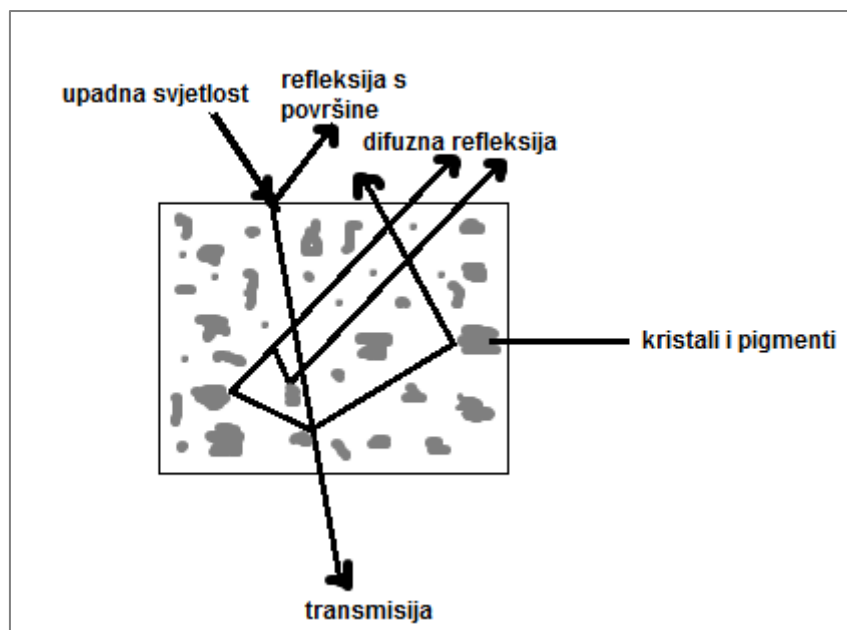 upadna svjetlost
refleksija s
površine
difuzna refleksija
kristali i pigmenti
transmisija